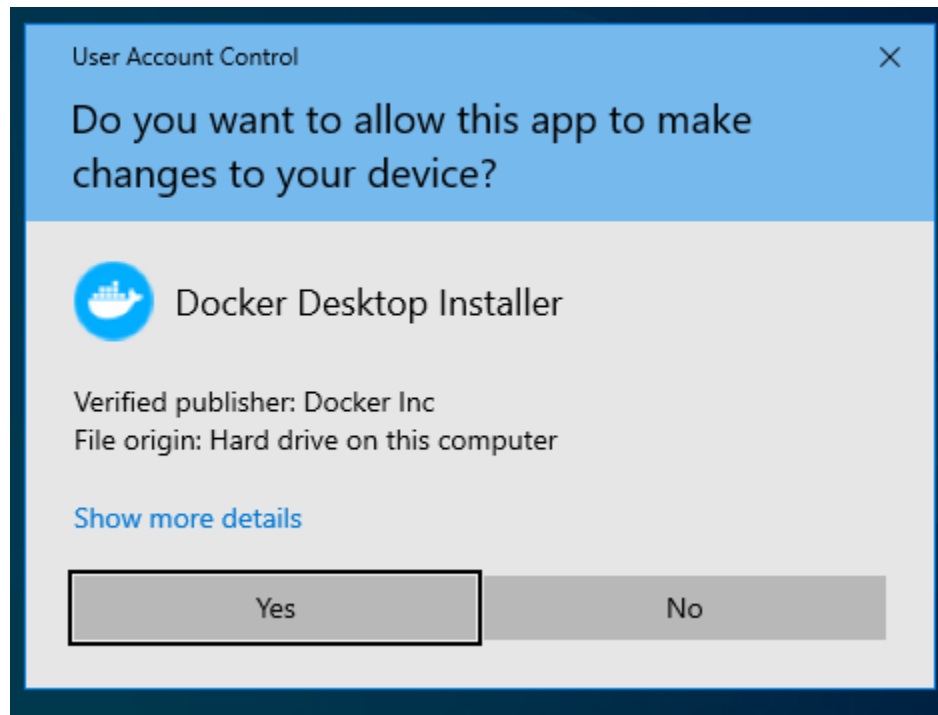 User Account Control
Do you want to allow this app to make
changes to your device?
Docker Desktop Installer
Verified publisher: Docker Inc
File origin: Hard drive on this computer
Show more details
Yes
No